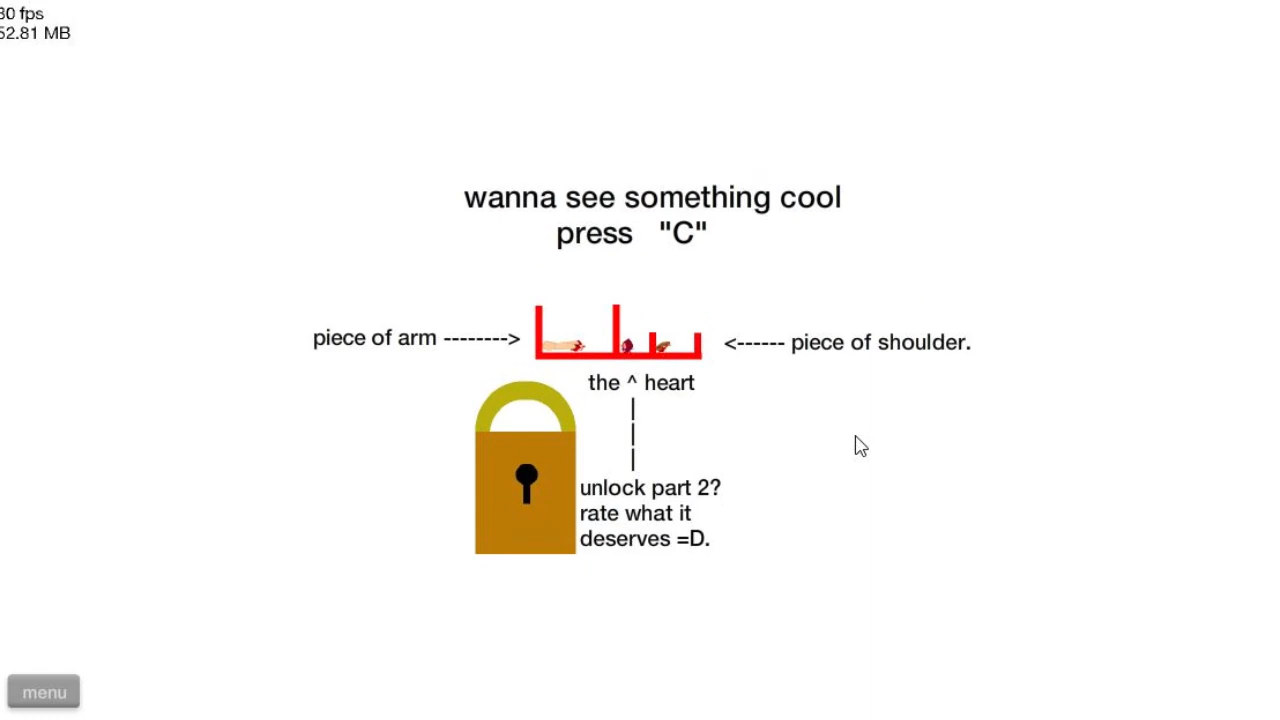 30 fps
52.81 MB
wanna see something cool
press "C"
piece of arm -------->
<------ piece of shoulder.
the ^ heart
|
|
|
unlock part 2?
rate what it
deserves =D.
menu